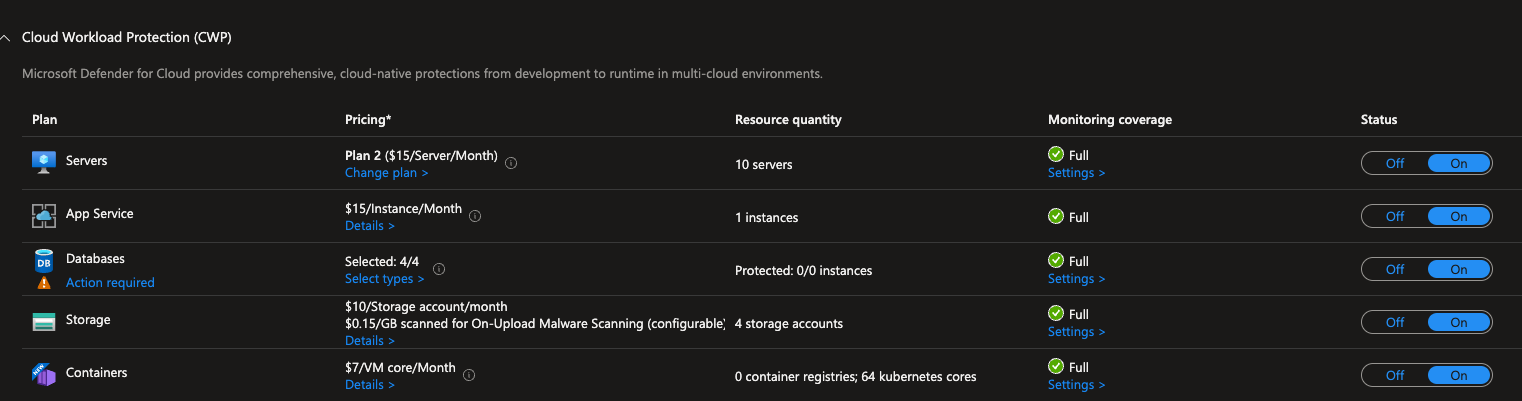 Cloud Workload Protection (CWP)
Microsoft Defender for Cloud provides comprehensive, cloud-native protections from development to runtime in multi-cloud environments.
Plan Pricing* Resource quantity Monitoring coverage Status
Servers Plan 2 ($15/Server/Month) 10 servers Full Off On
Change plan > Settings >
App Service $15/Instance/Month 1 instances Full Off On
Details >
DB Databases Selected: 4/4 Protected: 0/0 instances Full Off On
Action required Select types > Settings >
$10/Storage account/month
Storage $0.15/GB scanned for On-Upload Malware Scanning (configurable) 4 storage accounts Full Off On
Details > Settings >
NEW Containers $7/VM core/Month 0 container registries; 64 kubernetes cores Full Off On
Details > Settings >